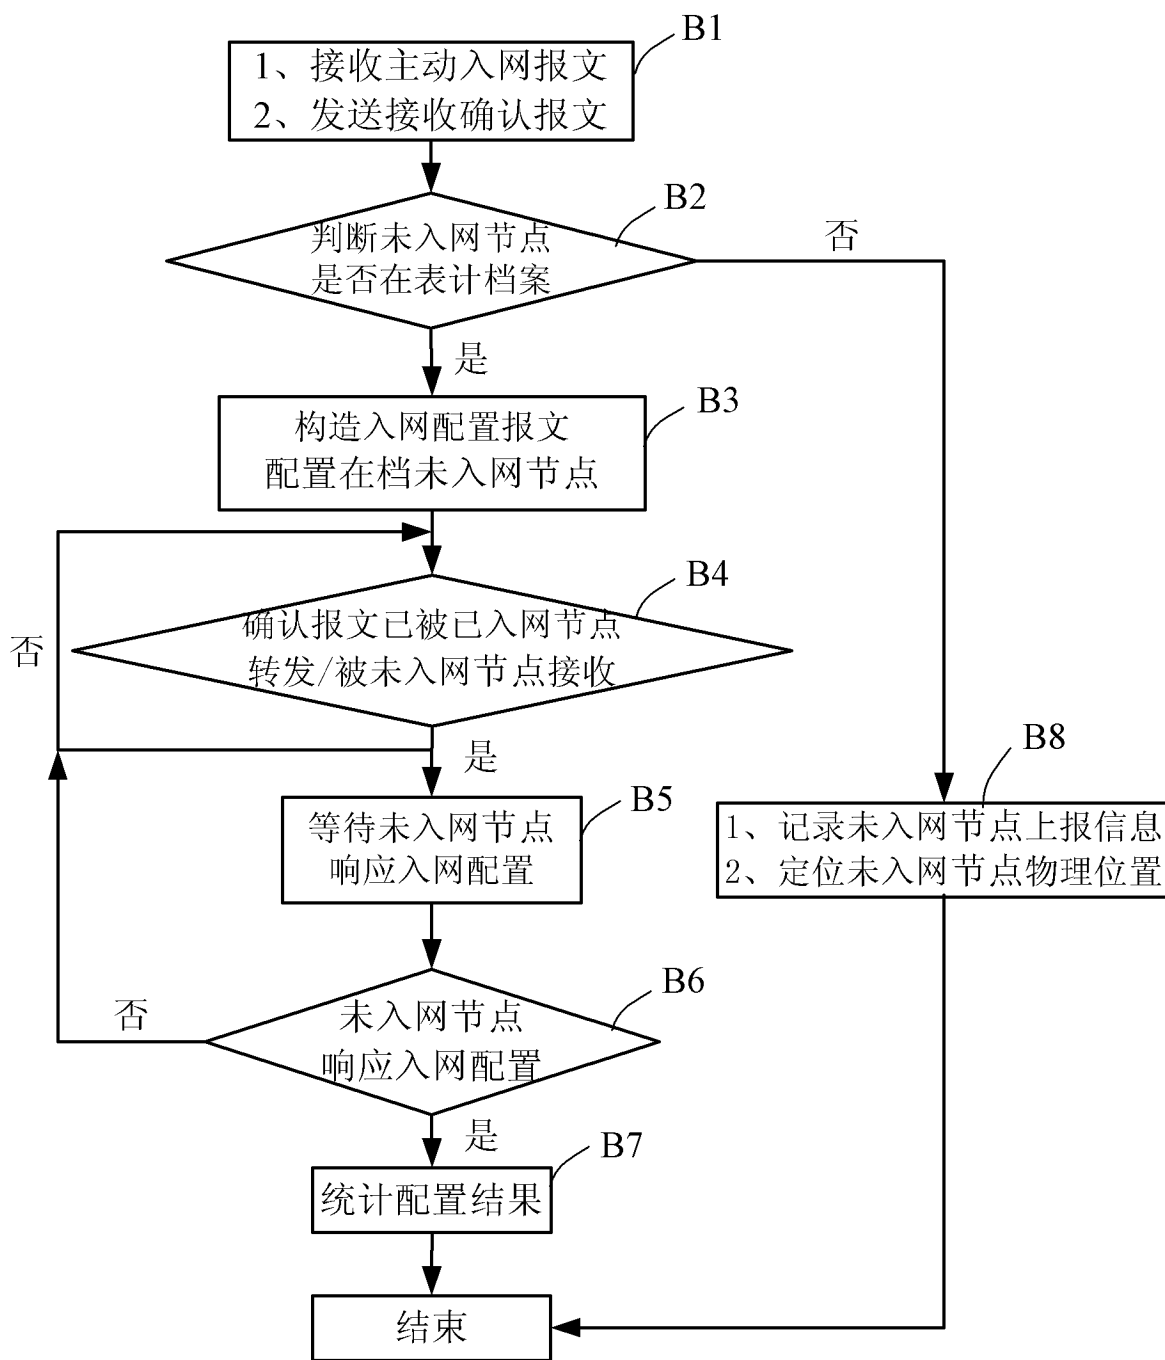 B1
1、接收主动入网报文
2、发送接收确认报文
B2
判断未入网节点
是否在表计档案
否
是
B3
构造入网配置报文
配置在档未入网节点
B4
确认报文已被已入网节点
转发/被未入网节点接收
否
是
B5
等待未入网节点
响应入网配置
B8
1、记录未入网节点上报信息
2、定位未入网节点物理位置
B6
未入网节点
响应入网配置
否
是
B7
统计配置结果
结束